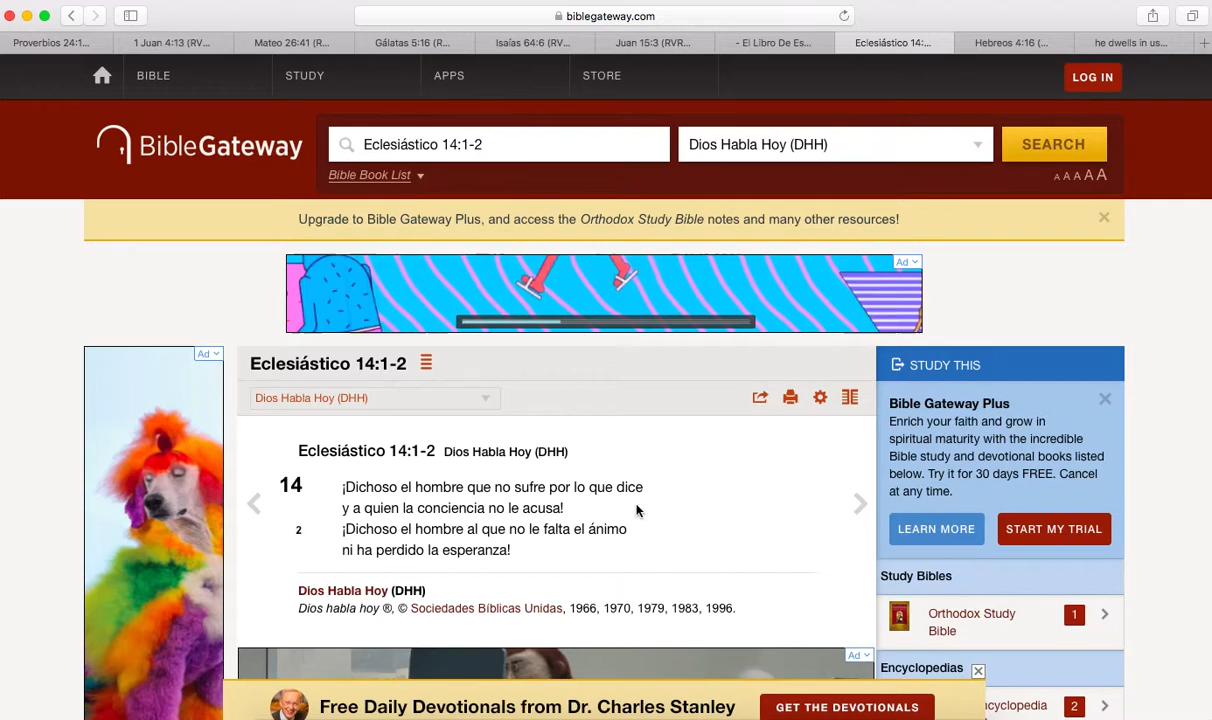 biblegateway.com
Proverbios 24:1...
1 Juan 4:13 (RV...
Mateo 26:41 (R...
Gálatas 5:16 (R...
Isaías 64:6 (RV...
Juan 15:3 (RVR...
- El Libro De Es...
Eclesiástico 14:...
Hebreos 4:16 (...
he dwells in us...
BIBLE
STUDY
APPS
STORE
LOG IN
BibleGateway
Eclesiástico 14:1-2
Dios Habla Hoy (DHH)
SEARCH
Bible Book List
A A A A A
Upgrade to Bible Gateway Plus, and access the Orthodox Study Bible notes and many other resources!
Ad
Ad
Eclesiástico 14:1-2
Dios Habla Hoy (DHH)
Eclesiástico 14:1-2 Dios Habla Hoy (DHH)
14 ¡Dichoso el hombre que no sufre por lo que dice
y a quien la conciencia no le acusa!
2 ¡Dichoso el hombre al que no le falta el ánimo
ni ha perdido la esperanza!
Dios Habla Hoy (DHH)
Dios habla hoy ®, © Sociedades Bíblicas Unidas, 1966, 1970, 1979, 1983, 1996.
Ad
STUDY THIS
Bible Gateway Plus
Enrich your faith and grow in
spiritual maturity with the incredible
Bible study and devotional books listed
below. Try it for 30 days FREE. Cancel
at any time.
LEARN MORE
START MY TRIAL
Study Bibles
Orthodox Study
Bible
1
Encyclopedias
2
Free Daily Devotionals from Dr. Charles Stanley
GET THE DEVOTIONALS